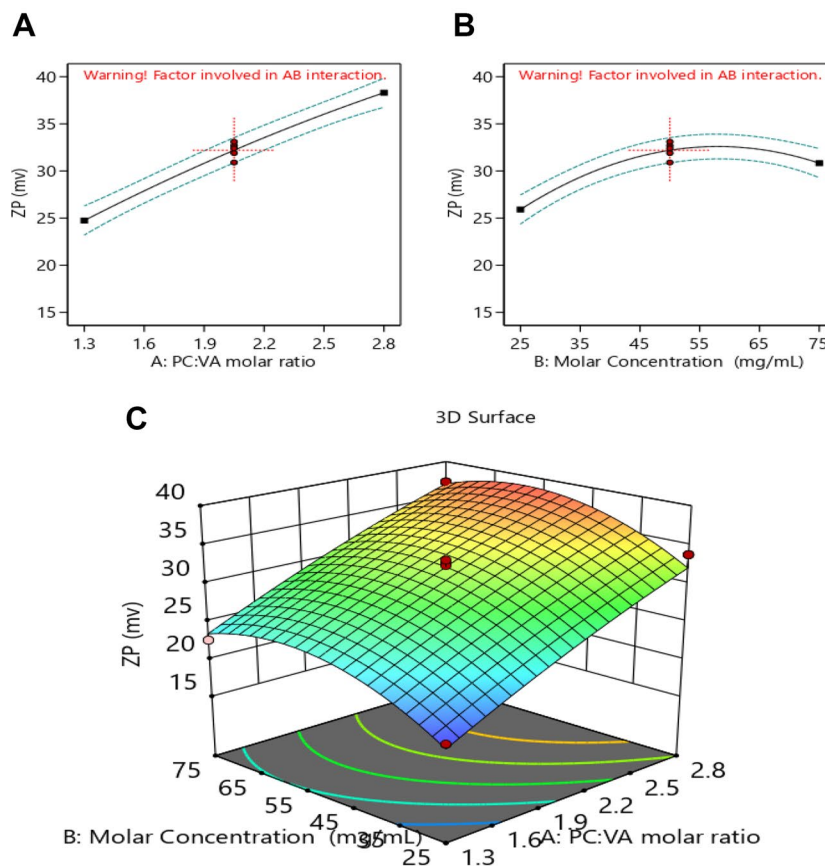 A
Warning! Factor involved in AB interaction.
ZP (mv)
40
35
30
25
20
15
1.3 1.6 1.9 2.2 2.5 2.8
A: PC:VA molar ratio
B
Warning! Factor involved in AB interaction.
ZP (mv)
40
35
30
25
20
15
25 35 45 55 65 75
B: Molar Concentration (mg/mL)
C
3D Surface
ZP (mv)
40
35
30
25
20
15
75
65
55
45
35
25
B: Molar Concentration (mg/mL)
1.3
1.6
1.9
2.2
2.5
2.8
A: PC:VA molar ratio